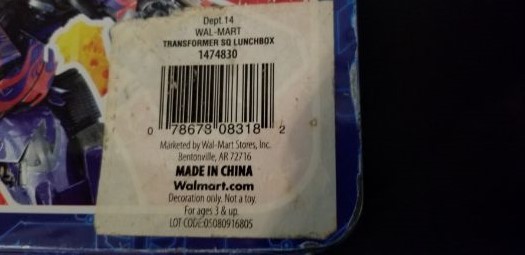 Dept.14
WAL-MART
TRANSFORMER SQ LUNCHBOX
1474830
0 78673 08318 2
Marketed by Wal-Mart Stores, Inc.
Bentonville, AR 72716
MADE IN CHINA
Walmart.com
Decoration only. Not a toy.
For ages 3 & up.
LOT CODE:05080916805